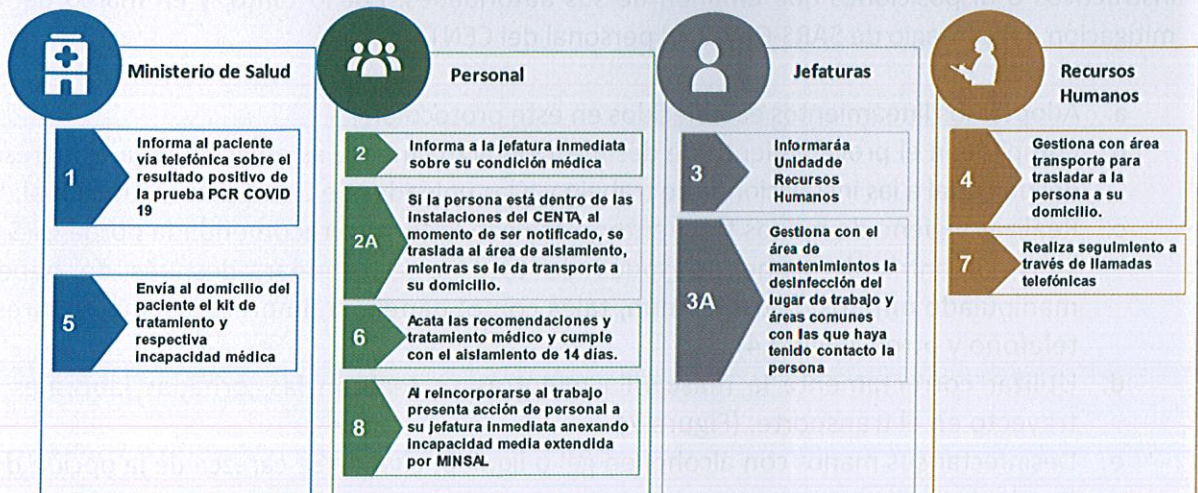 mitigación
personal del CENT
Ministerio de Salud
1
Informa al paciente
vía telefónica sobre el
resultado positivo de
la prueba PCR COVID
19
5
Envía al domicilio del
paciente el kit de
tratamiento y
respectiva
incapacidad médica
Personal
2
Informa a la jefatura inmediata
sobre su condición médica
2A
Si la persona está dentro de las
Instalaciones del CENTA, al
momento de ser notificado, se
traslada al área de aislamiento,
mientras se le da transporte a
su domicilio.
6
Acata las recomendaciones y
tratamiento médico y cumple
con el aislamiento de 14 días.
8
Al reincorporarse al trabajo
presenta acción de personal a
su jefatura inmediata anexando
incapacidad media extendida
por MINSAL
Jefaturas
3
Informará a
Unidad de
Recursos
Humanos
3A
Gestiona con el
área de
mantenimientos la
desinfección del
lugar de trabajo y
áreas comunes
con las que haya
tenido contacto la
persona
Recursos
Humanos
4
Gestiona con área
transporte para
trasladar a la
persona a su
domicilio.
7
Realiza seguimiento a
través de llamadas
telefónicas